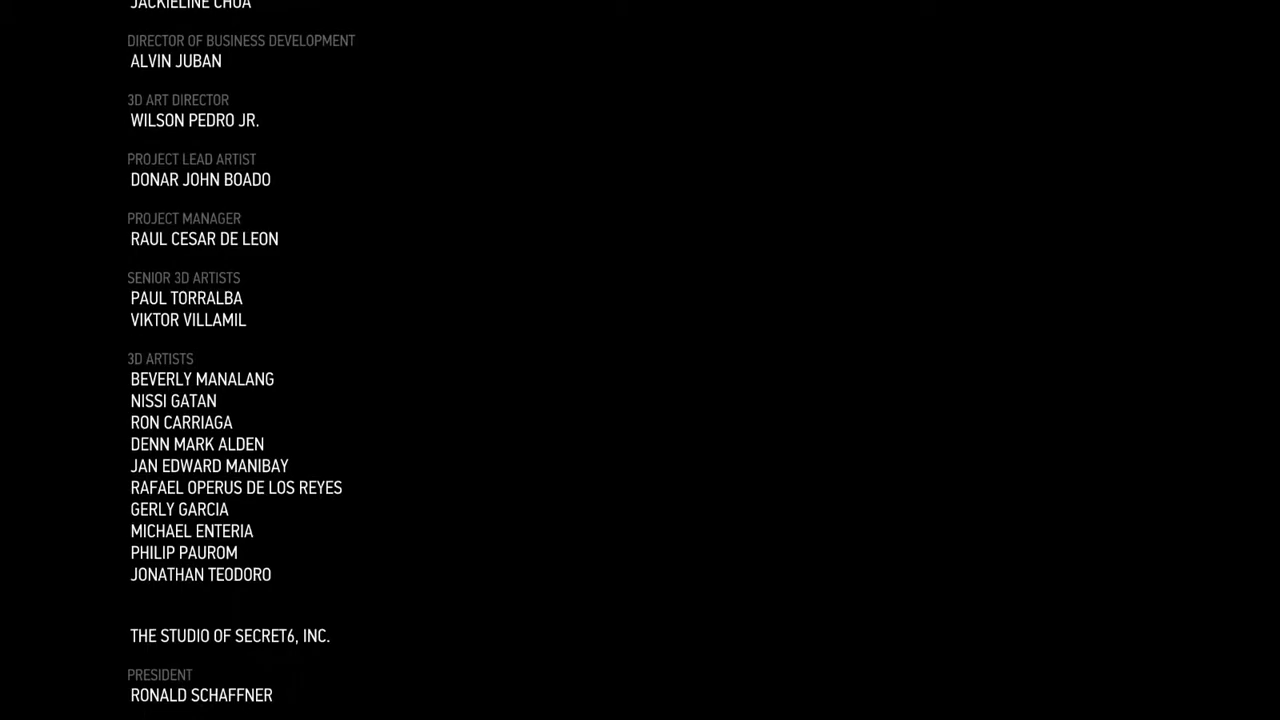 JACKIELINE CHUA
DIRECTOR OF BUSINESS DEVELOPMENT
ALVIN JUBAN
3D ART DIRECTOR
WILSON PEDRO JR.
PROJECT LEAD ARTIST
DONAR JOHN BOADO
PROJECT MANAGER
RAUL CESAR DE LEON
SENIOR 3D ARTISTS
PAUL TORRALBA
VIKTOR VILLAMIL
3D ARTISTS
BEVERLY MANALANG
NISSI GATAN
RON CARRIAGA
DENN MARK ALDEN
JAN EDWARD MANIBAY
RAFAEL OPERUS DE LOS REYES
GERLY GARCIA
MICHAEL ENTERIA
PHILIP PAUROM
JONATHAN TEODORO
THE STUDIO OF SECRET6, INC.
PRESIDENT
RONALD SCHAFFNER